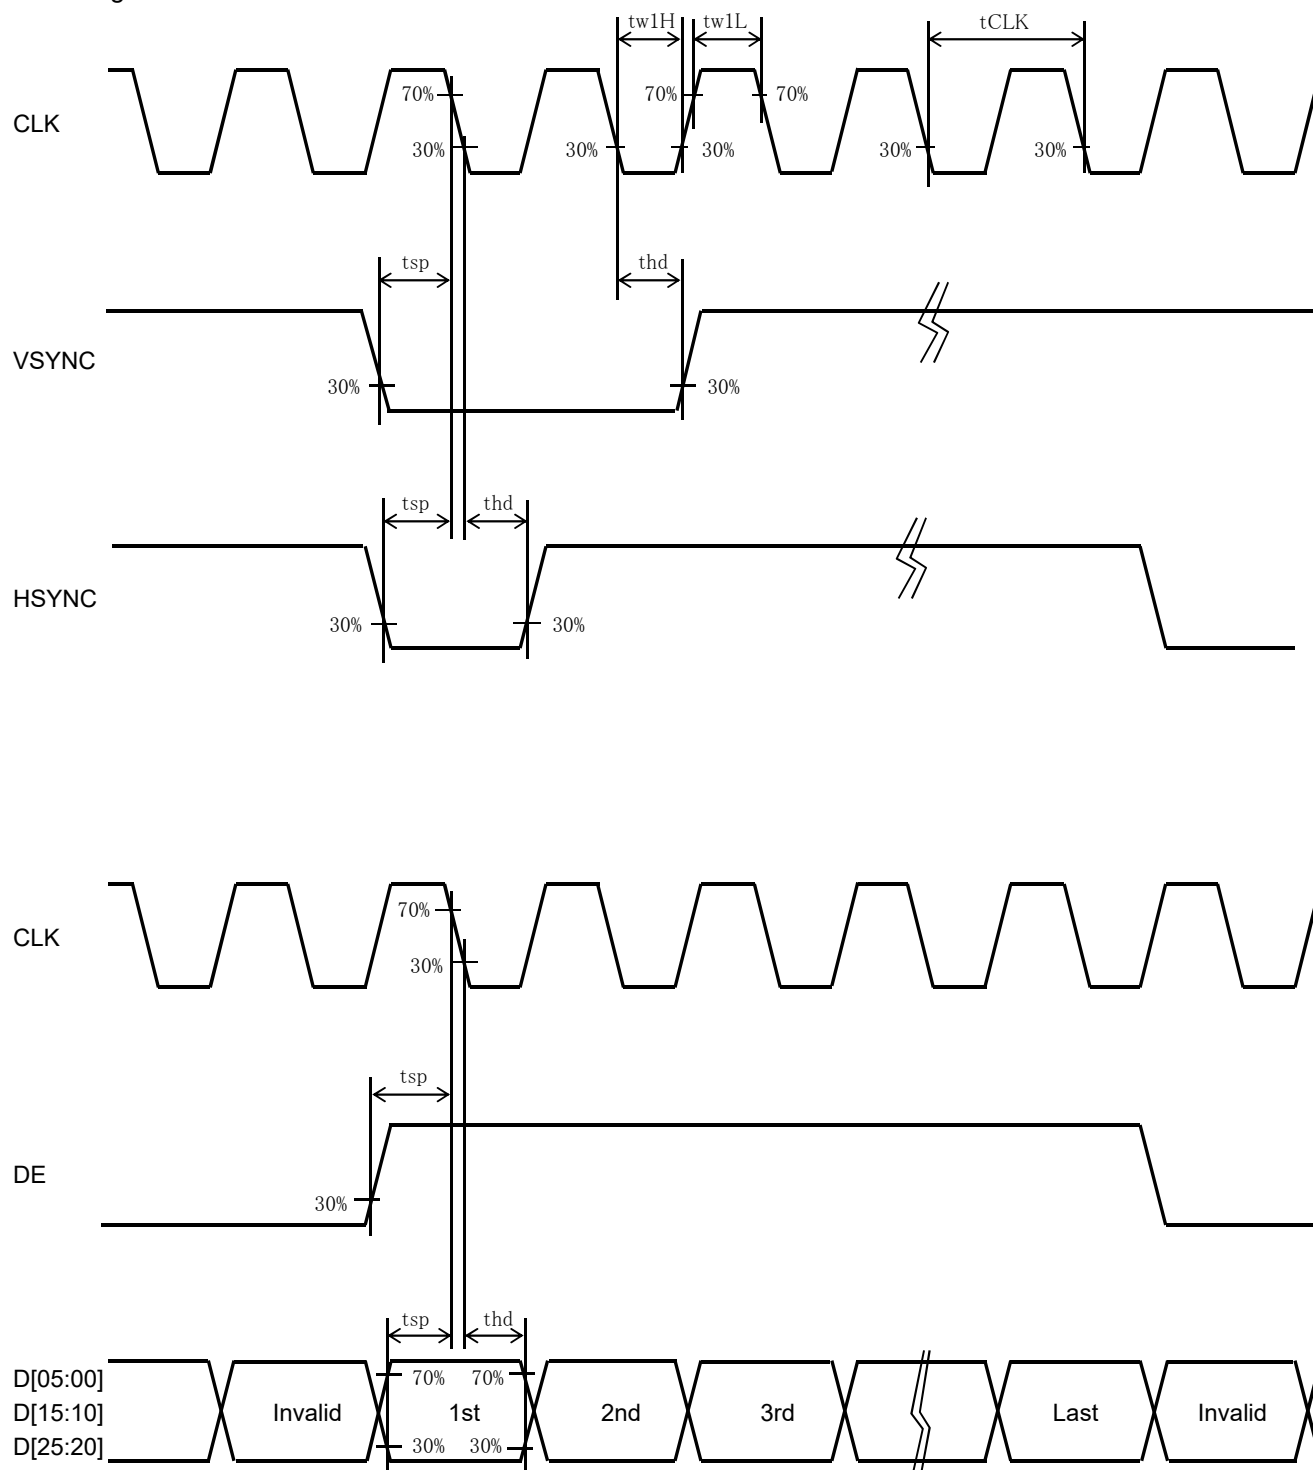 tw1H tw1L tCLK
70% 70% 70%
CLK
30% 30% 30% 30% 30%
tsp thd
VSYNC
30% 30%
tsp thd
HSYNC
30% 30%
CLK
70%
30%
tsp
DE
30%
tsp thd
D[05:00] 70% 70%
D[15:10] Invalid 1st 2nd 3rd Last Invalid
D[25:20] 30% 30%